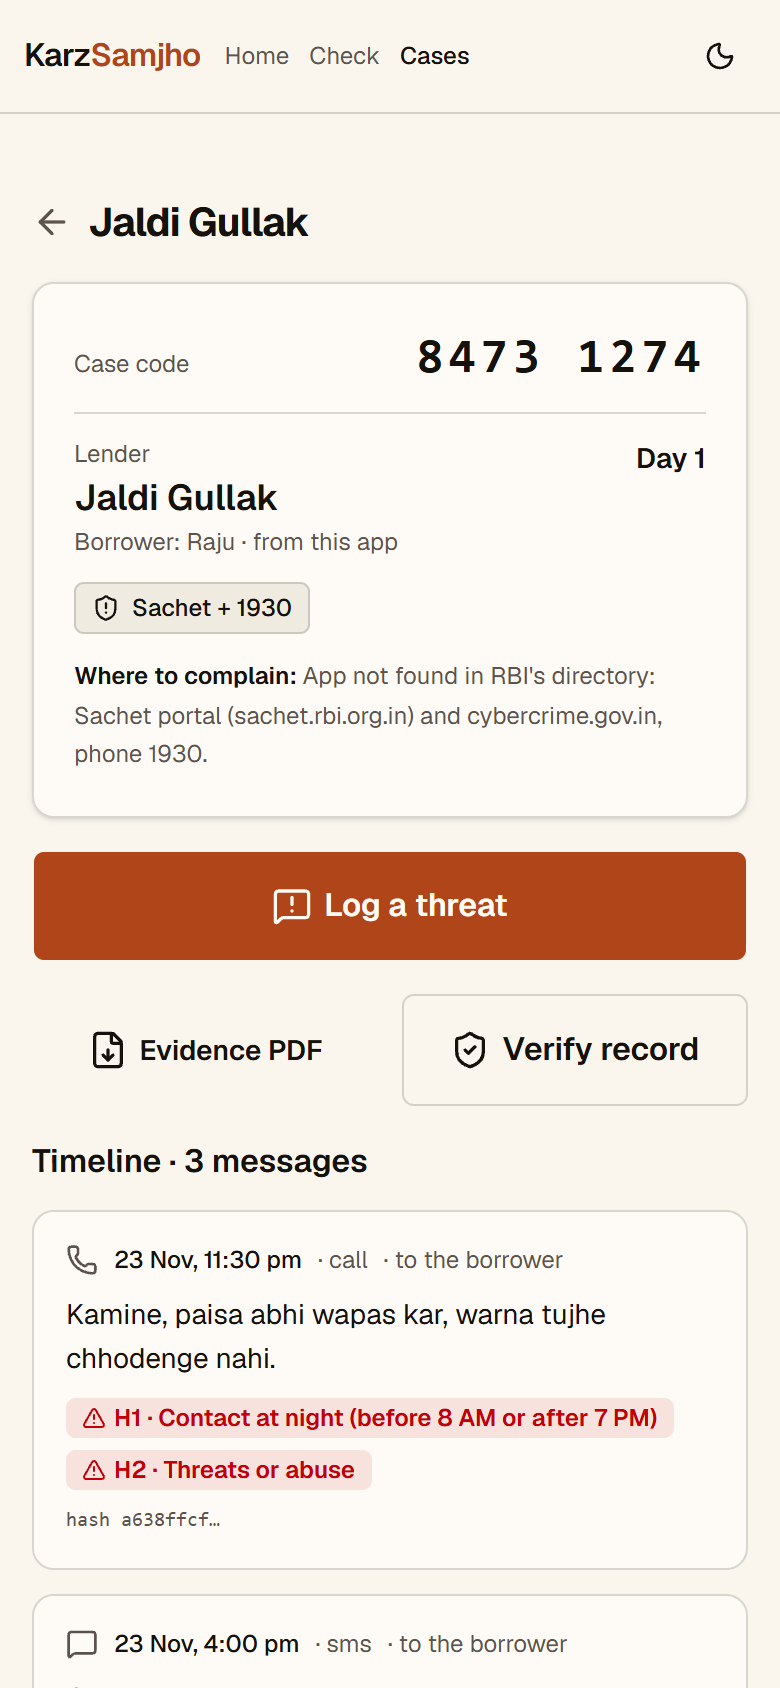 KarzSamjho Home Check Cases
Jaldi Gullak
Case code 8473 1274
Lender Day 1
Jaldi Gullak
Borrower: Raju · from this app
Sachet + 1930
Where to complain: App not found in RBI's directory:
Sachet portal (sachet.rbi.org.in) and cybercrime.gov.in,
phone 1930.
Log a threat
Evidence PDF Verify record
Timeline · 3 messages
23 Nov, 11:30 pm · call · to the borrower
Kamine, paisa abhi wapas kar, warna tujhe
chhodenge nahi.
H1 · Contact at night (before 8 AM or after 7 PM)
H2 · Threats or abuse
hash a638ffcf…
23 Nov, 4:00 pm · sms · to the borrower